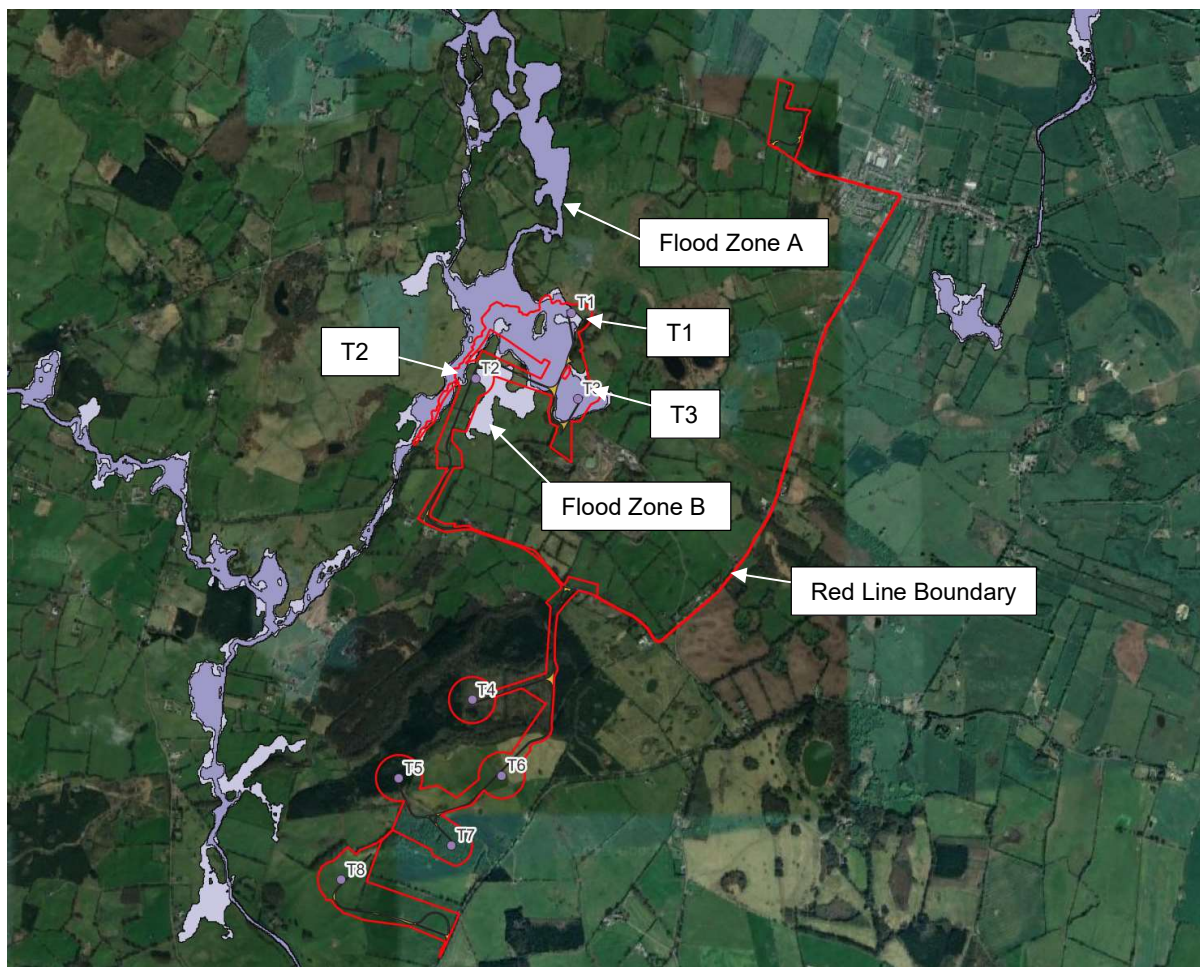 Flood Zone A
T1
T1
T2
T2
T3
T3
Flood Zone B
Red Line Boundary
T4
T5
T6
T7
T8